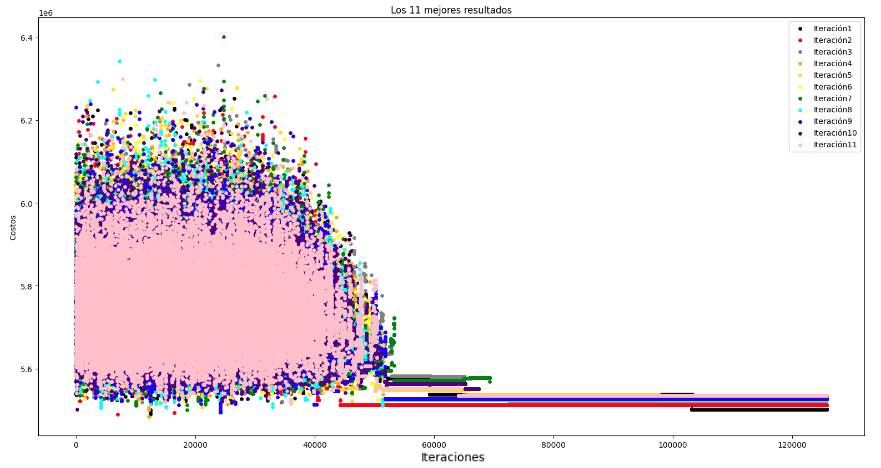 Los 11 mejores resultados
1e6
6.4
6.2
6.0
5.8
5.6
Costos
0
20000
40000
60000
80000
100000
120000
Iteraciones
Iteración1
Iteración2
Iteración3
Iteración4
Iteración5
Iteración6
Iteración7
Iteración8
Iteración9
Iteración10
Iteración11